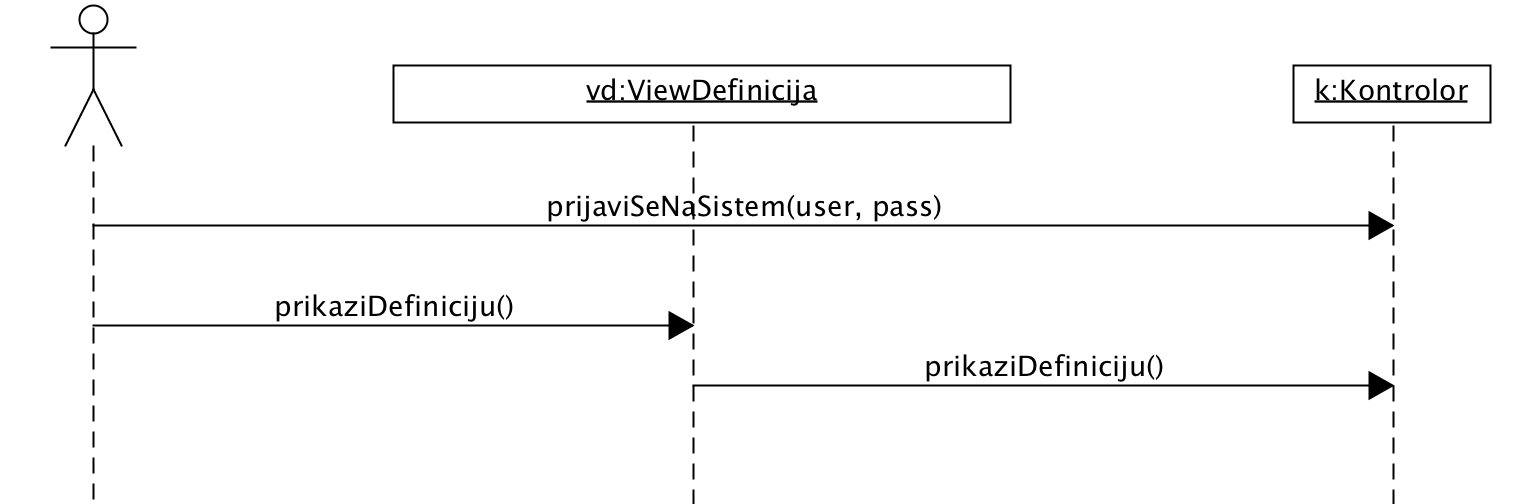 vd:ViewDefinicija
k:Kontrolor
prijaviSeNaSistem(user, pass)
prikaziDefiniciju()
prikaziDefiniciju()